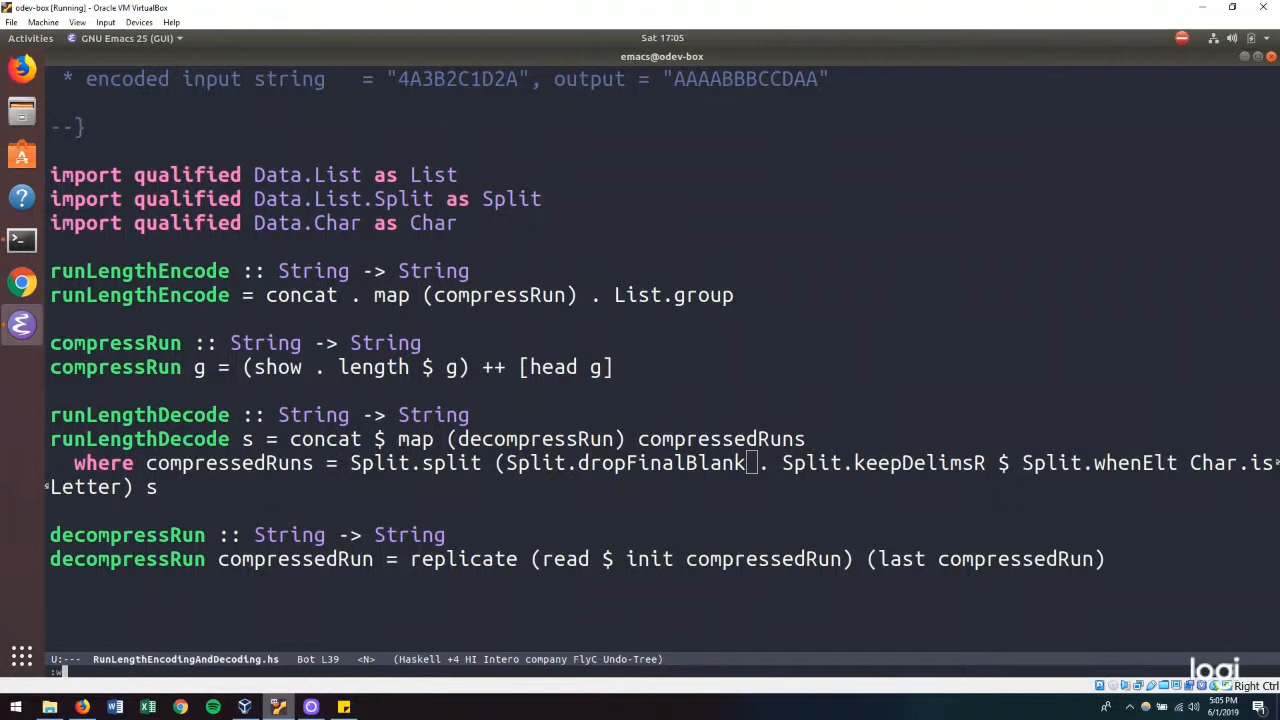 odev-box [Running] - Oracle VM VirtualBox
File Machine View Input Devices Help
Activities GNU Emacs 25 (GUI) Sat 17:05
emacs@odev-box
* encoded input string = "4A3B2C1D2A", output = "AAAABBBCCDAA"
--}
import qualified Data.List as List
import qualified Data.List.Split as Split
import qualified Data.Char as Char
runLengthEncode :: String -> String
runLengthEncode = concat . map (compressRun) . List.group
compressRun :: String -> String
compressRun g = (show . length $ g) ++ [head g]
runLengthDecode :: String -> String
runLengthDecode s = concat $ map (decompressRun) compressedRuns
where compressedRuns = Split.split (Split.dropFinalBlank . Split.keepDelimsR $ Split.whenElt Char.is
Letter) s
decompressRun :: String -> String
decompressRun compressedRun = replicate (read $ init compressedRun) (last compressedRun)
U:--- RunLengthEncodingAndDecoding.hs Bot L39 <N> (Haskell +4 HI Intero company FlyC Undo-Tree)
:w
logi
Right Ctrl
5:05 PM
6/1/2019